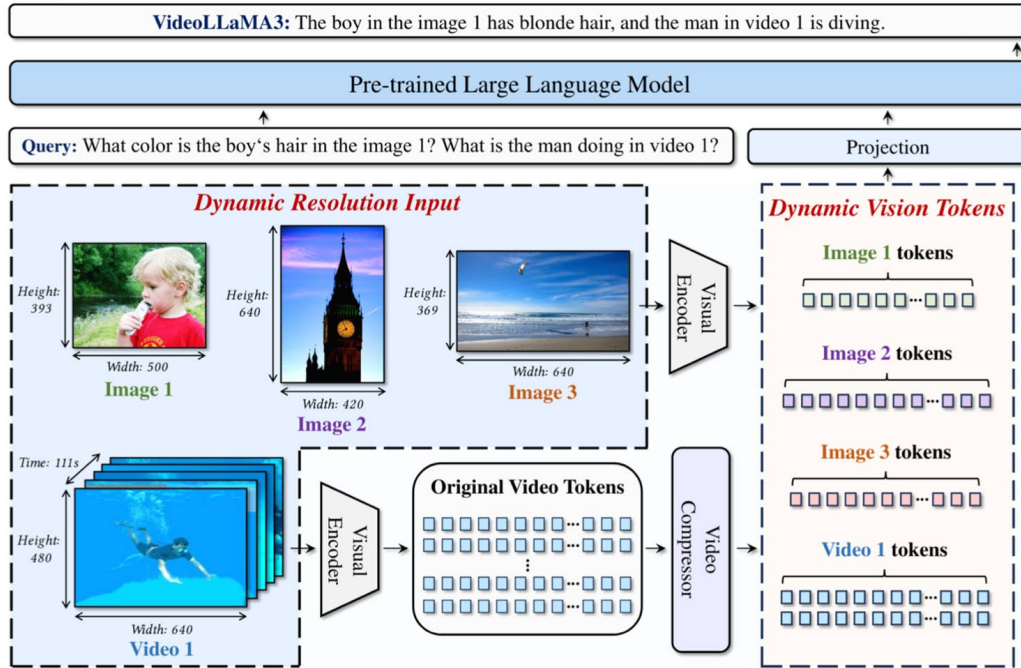 VideoLLaMA3: The boy in the image 1 has blonde hair, and the man in video 1 is diving.
Pre-trained Large Language Model
Query: What color is the boy‘s hair in the image 1? What is the man doing in video 1?
Projection
Dynamic Resolution Input
Height:
393
Width: 500
Image 1
Height:
640
Width: 420
Image 2
Height:
369
Width: 640
Image 3
Visual
Encoder
Dynamic Vision Tokens
Image 1 tokens
Image 2 tokens
Image 3 tokens
Video 1 tokens
Time: 111s
Height:
480
Width: 640
Video 1
Visual
Encoder
Original Video Tokens
Video
Compressor